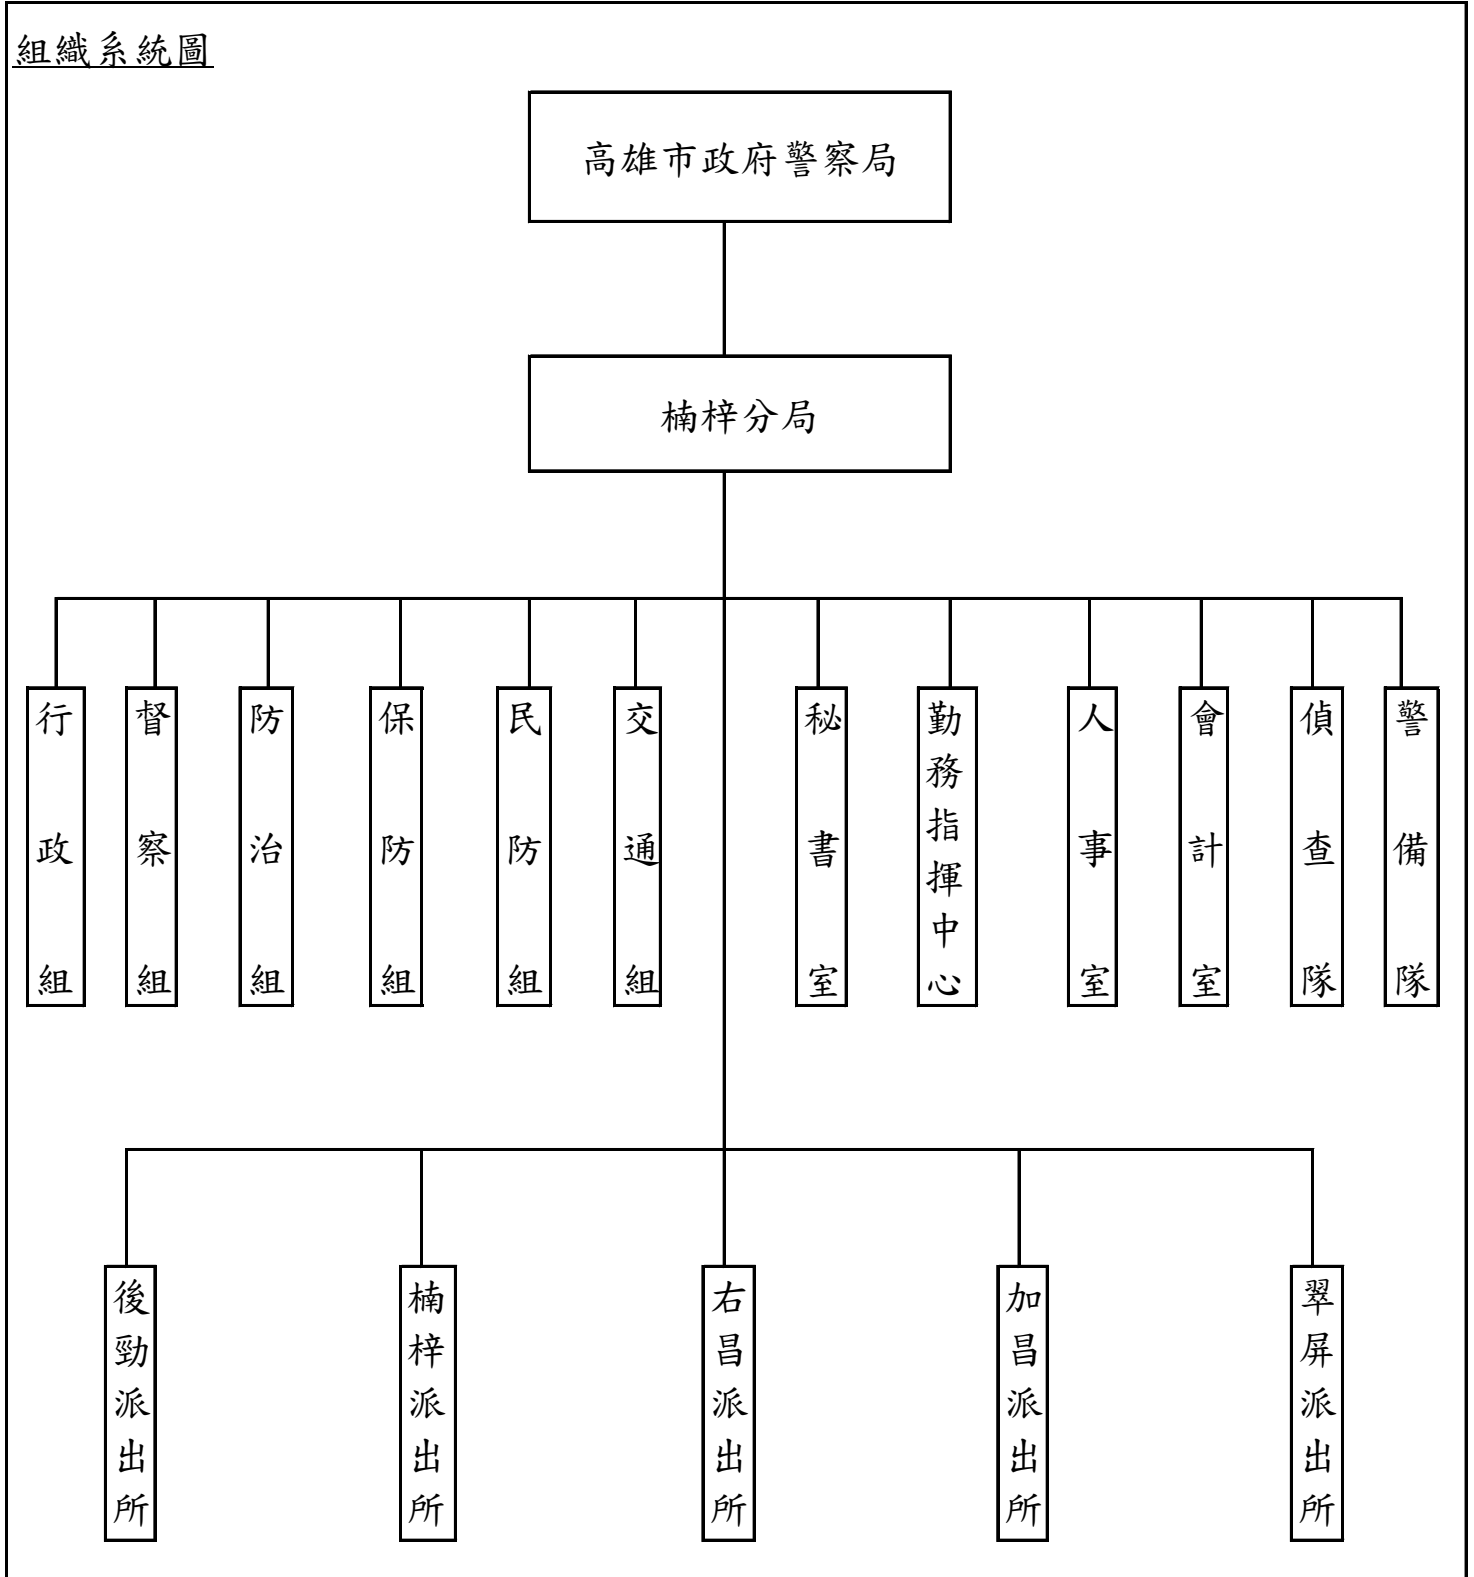 組織系統圖
高雄市政府警察局
楠梓分局
行政組
督察組
防治組
保防組
民防組
交通組
秘書室
勤務指揮中心
人事室
會計室
偵查隊
警備隊
後勁派出所
楠梓派出所
右昌派出所
加昌派出所
翠屏派出所